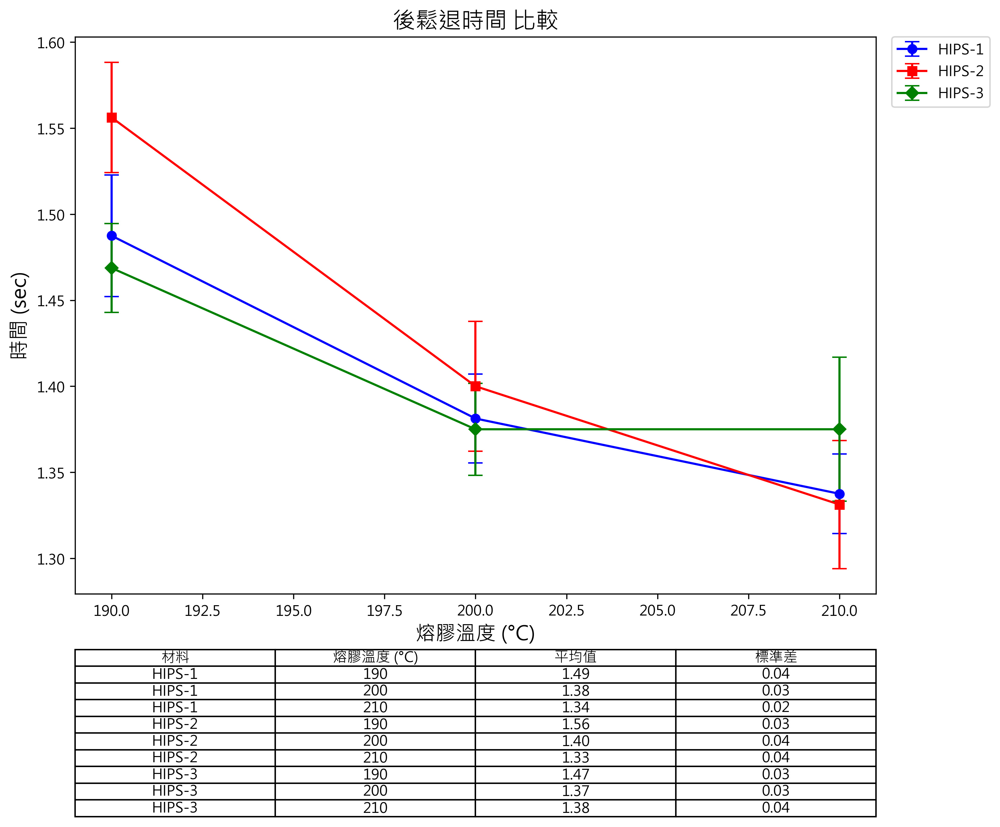 後鬆退時間 比較
1.60
1.55
1.50
1.45
1.40
1.35
1.30
時間 (sec)
HIPS-1
HIPS-2
HIPS-3
190.0 192.5 195.0 197.5 200.0 202.5 205.0 207.5 210.0
熔膠溫度 (°C)
材料 熔膠溫度 (°C) 平均值 標準差
HIPS-1 190 1.49 0.04
HIPS-1 200 1.38 0.03
HIPS-1 210 1.34 0.02
HIPS-2 190 1.56 0.03
HIPS-2 200 1.40 0.04
HIPS-2 210 1.33 0.04
HIPS-3 190 1.47 0.03
HIPS-3 200 1.37 0.03
HIPS-3 210 1.38 0.04